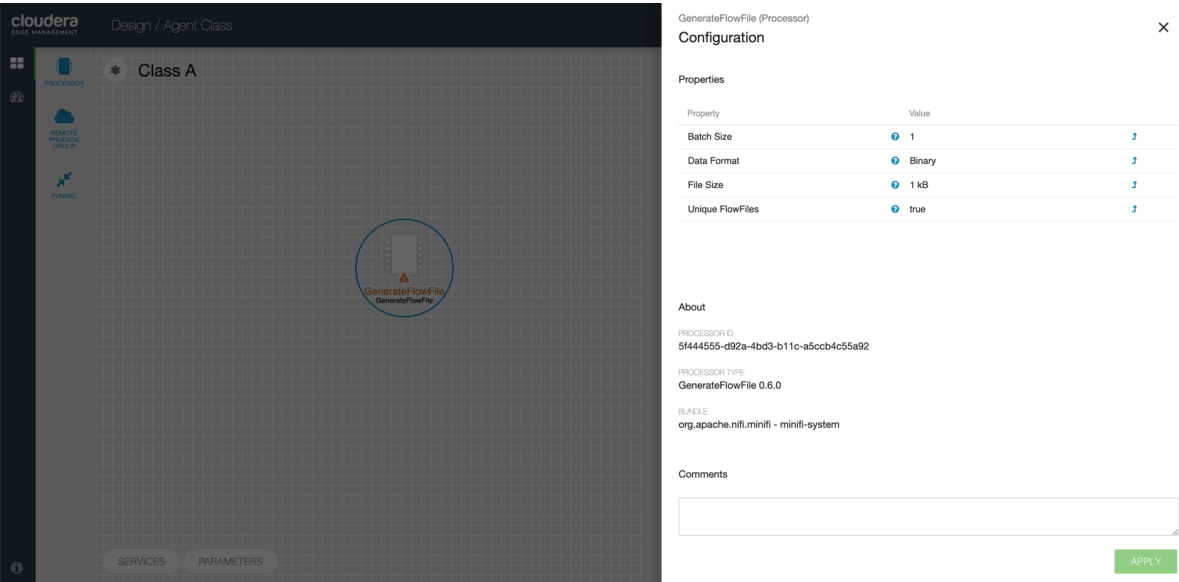 cloudera
EDGE MANAGEMENT
Design / Agent Class
PROCESSOR
REMOTE
PROCESS
GROUP
FUNNEL
Class A
GenerateFlowFile
GenerateFlowFile
SERVICES
PARAMETERS
GenerateFlowFile (Processor)
Configuration
Properties
Property Value
Batch Size 1
Data Format Binary
File Size 1 kB
Unique FlowFiles true
About
PROCESSOR ID
5f444555-d92a-4bd3-b11c-a5ccb4c55a92
PROCESSOR TYPE
GenerateFlowFile 0.6.0
BUNDLE
org.apache.nifi.minifi - minifi-system
Comments
APPLY